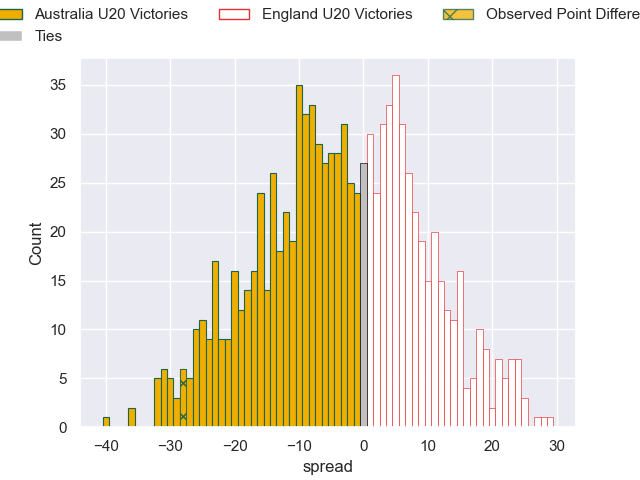 Australia U20 Victories England U20 Victories Observed Point Differe
Ties
35
30
25
20
15
10
5
0
Count
−40 −30 −20 −10 0 10 20 30
spread